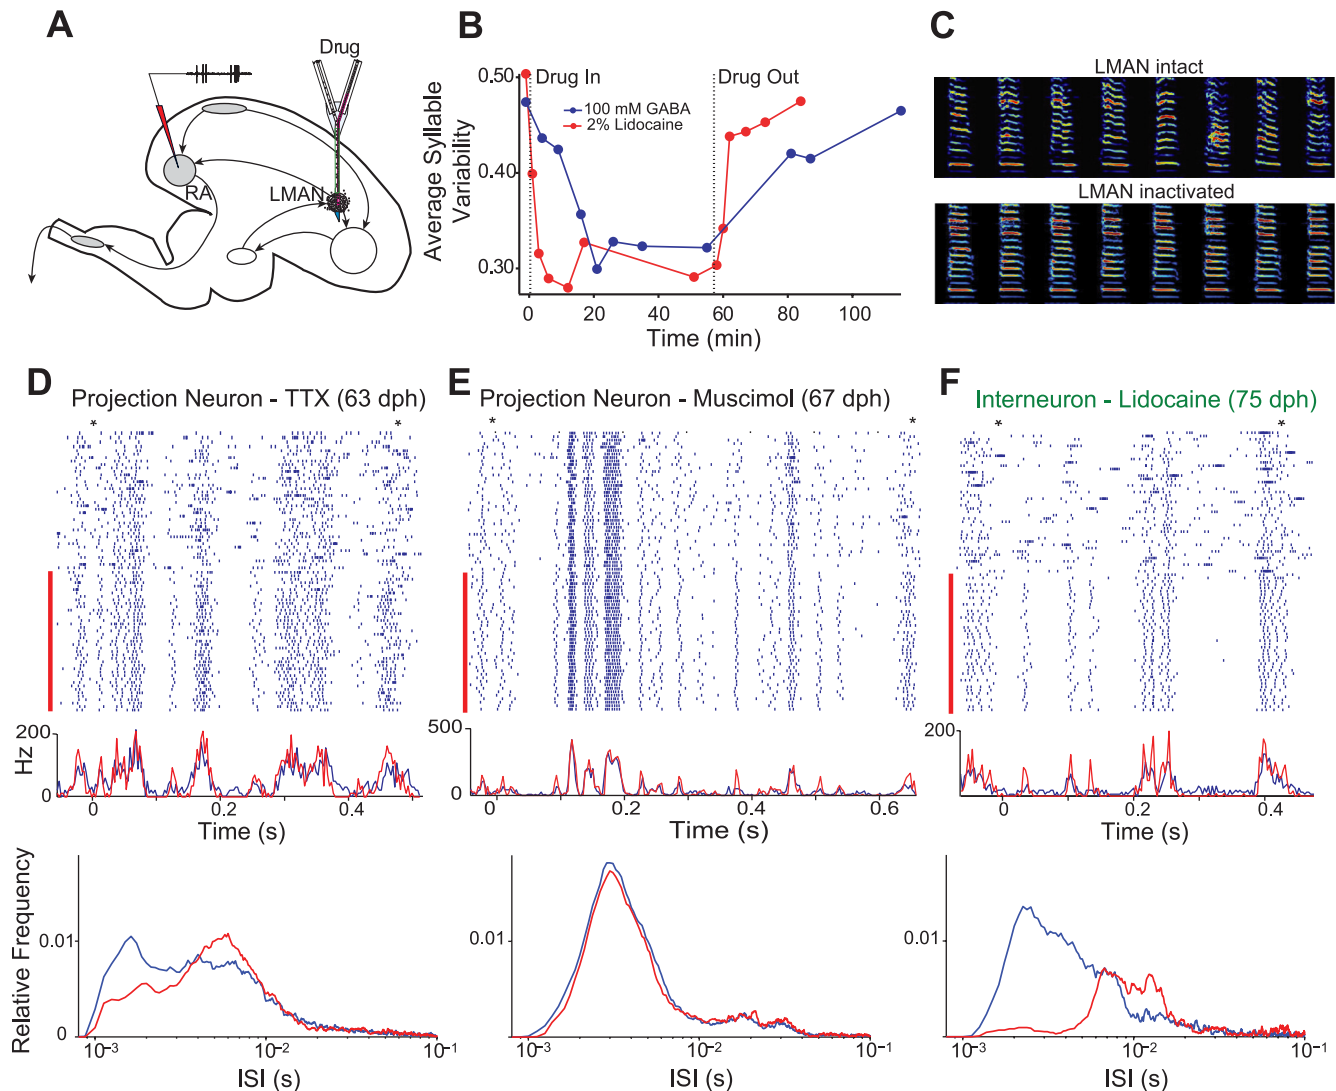 A
Drug
RA
LMAN
B
Average Syllable
Variability
0.50
0.40
0.30
Drug In
Drug Out
100 mM GABA
2% Lidocaine
0
20
40
60
80
100
Time (min)
C
LMAN intact
LMAN inactivated
D
Projection Neuron - TTX (63 dph)
*
*
200
Hz
0
0
0.2
0.4
Time (s)
Relative Frequency
0.01
0
10⁻³
10⁻²
10⁻¹
ISI (s)
E
Projection Neuron - Muscimol (67 dph)
*
*
500
0
0
0.2
0.4
0.6
Time (s)
0.01
10⁻³
10⁻²
10⁻¹
ISI (s)
F
Interneuron - Lidocaine (75 dph)
*
*
200
0
0
0.2
0.4
Time (s)
0.01
10⁻³
10⁻²
10⁻¹
ISI (s)